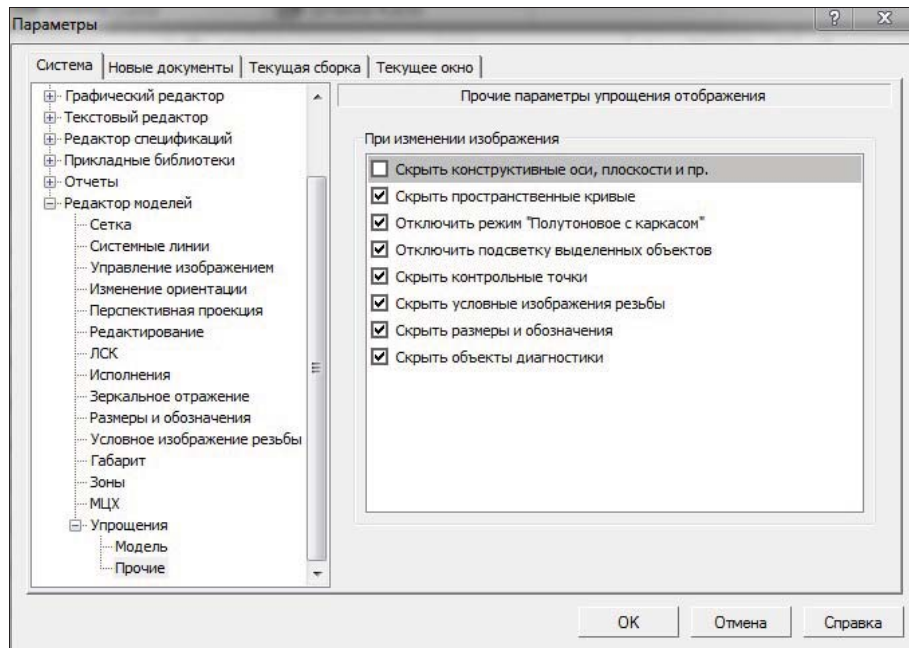 Параметры
Система
Новые документы
Текущая сборка
Текущее окно
Графический редактор
Текстовый редактор
Редактор спецификаций
Прикладные библиотеки
Отчеты
Редактор моделей
Сетка
Системные линии
Управление изображением
Изменение ориентации
Перспективная проекция
Редактирование
ЛСК
Исполнения
Зеркальное отражение
Размеры и обозначения
Условное изображение резьбы
Габарит
Зоны
МЦХ
Упрощения
Модель
Прочие
Прочие параметры упрощения отображения
При изменении изображения
Скрыть конструктивные оси, плоскости и пр.
Скрыть пространственные кривые
Отключить режим "Полутоновое с каркасом"
Отключить подсветку выделенных объектов
Скрыть контрольные точки
Скрыть условные изображения резьбы
Скрыть размеры и обозначения
Скрыть объекты диагностики
OK
Отмена
Справка